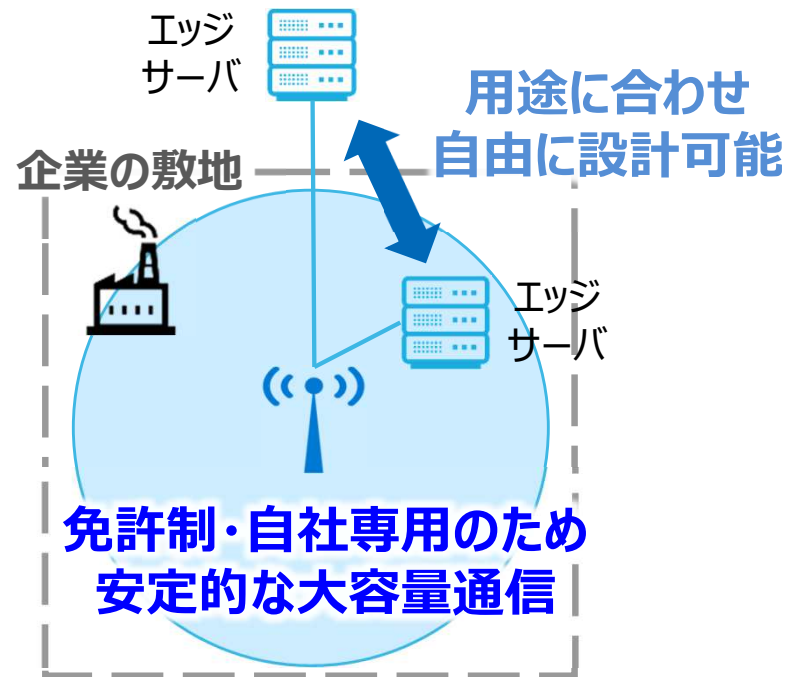 エッジ
サーバ
用途に合わせ
自由に設計可能
企業の敷地
エッジ
サーバ
免許制・自社専用のため
安定的な大容量通信